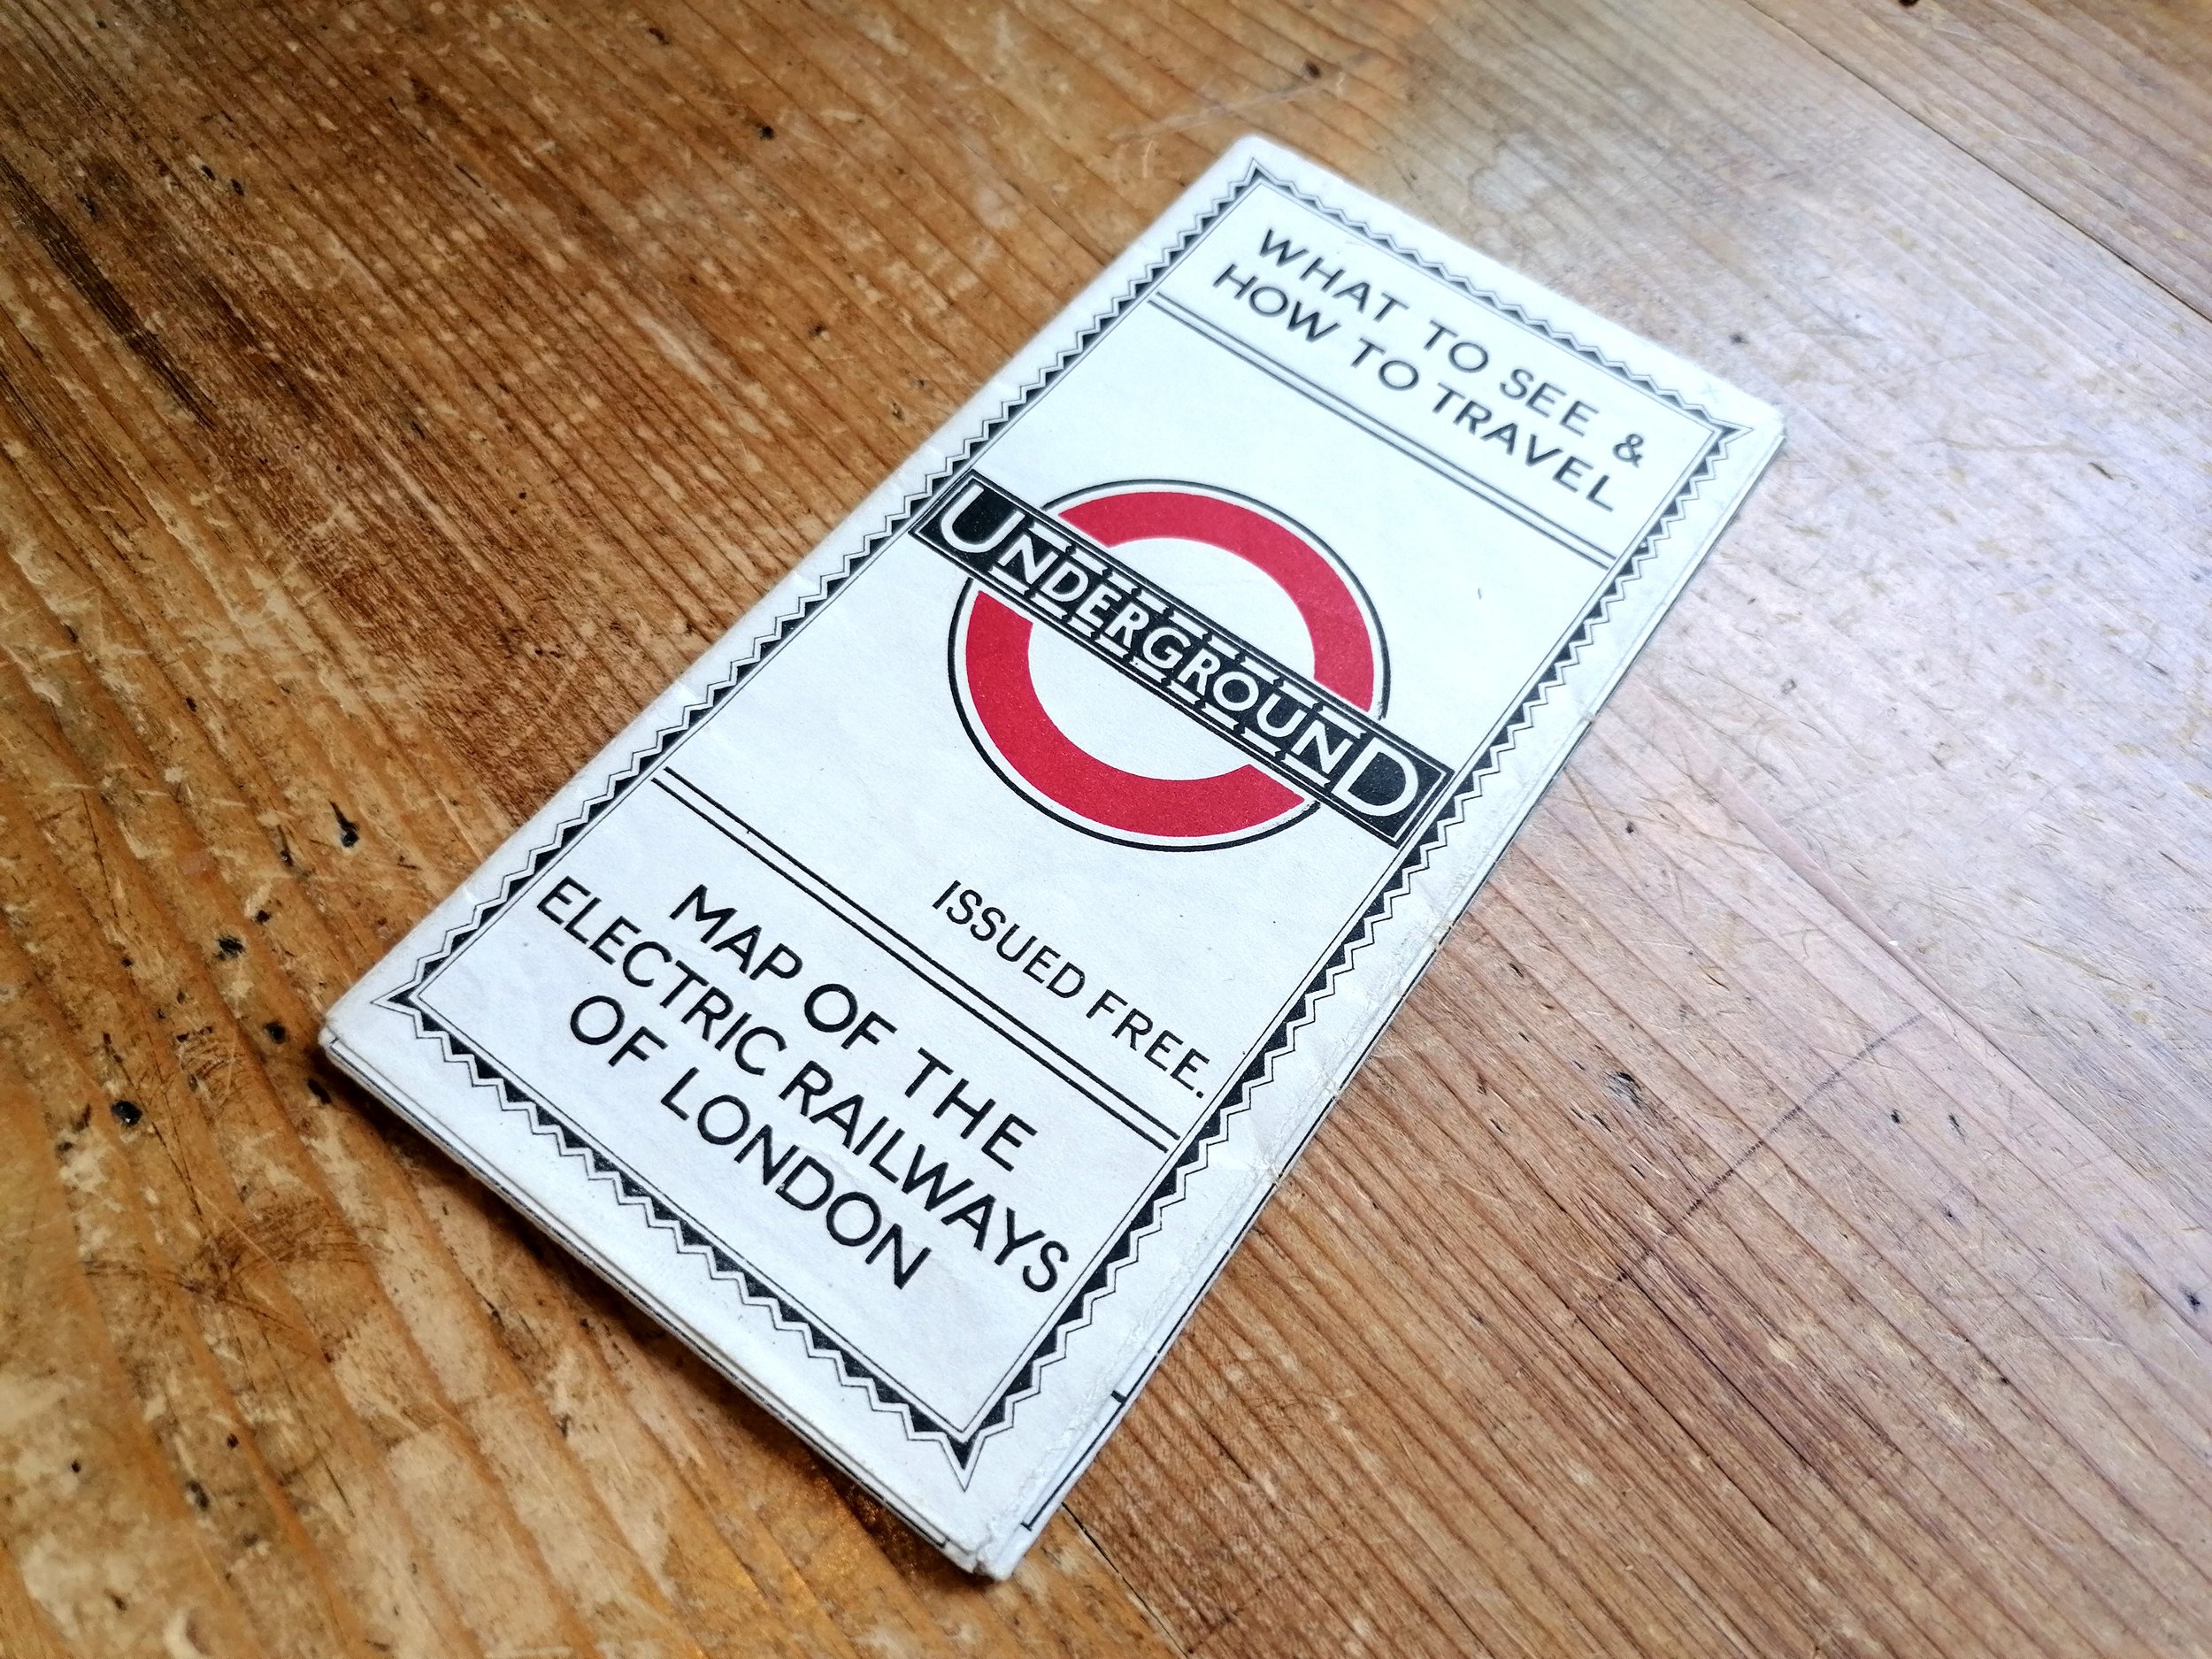 WHAT TO SEE &
HOW TO TRAVEL
UNDERGROUND
ISSUED FREE.
MAP OF THE
ELECTRIC RAILWAYS
OF LONDON